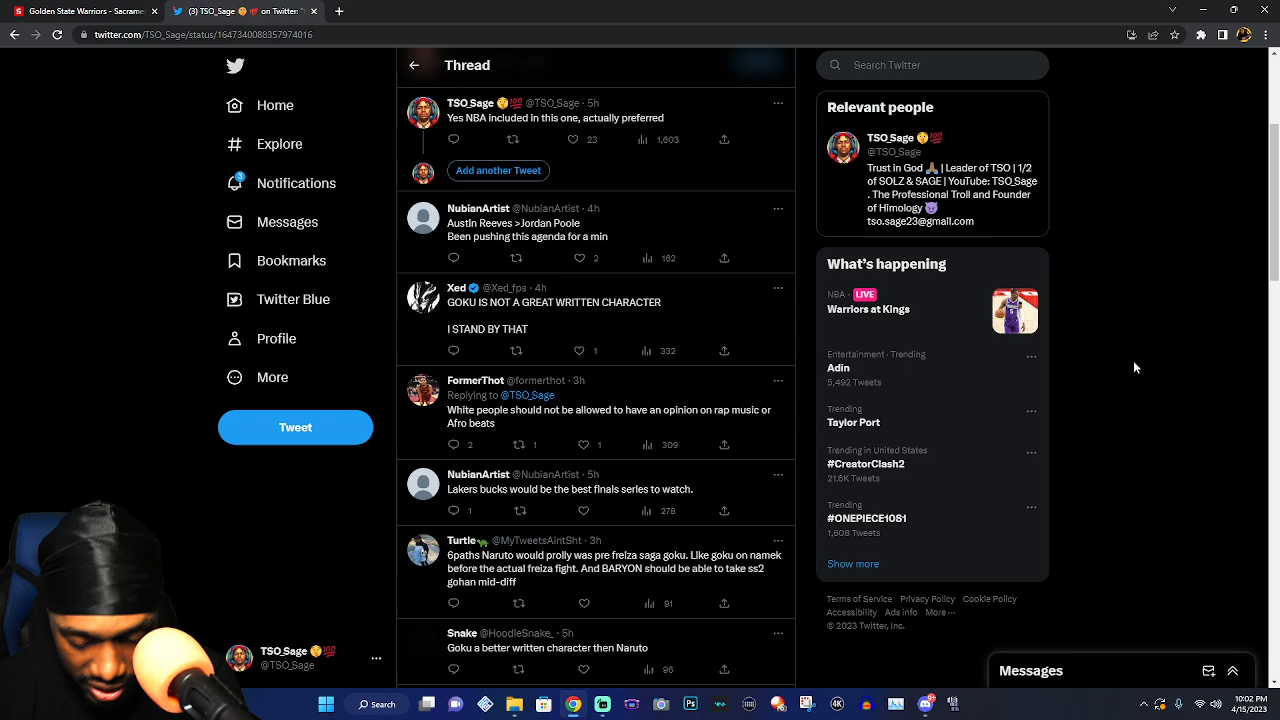 Golden State Warriors - Sacrame
(3) TSO_Sage 🤫💯 on Twitter: "
twitter.com/TSO_Sage/status/1647340088357974016
Thread
TSO_Sage 🤫💯 @TSO_Sage · 5h
Yes NBA included in this one, actually preferred
23
1,603
Add another Tweet
NubianArtist @NubianArtist · 4h
Austin Reeves >Jordan Poole
Been pushing this agenda for a min
2
162
Xed @Xed_fps · 4h
GOKU IS NOT A GREAT WRITTEN CHARACTER
I STAND BY THAT
1
332
FormerThot @formerthot · 3h
Replying to @TSO_Sage
White people should not be allowed to have an opinion on rap music or
Afro beats
2
1
1
309
NubianArtist @NubianArtist · 5h
Lakers bucks would be the best finals series to watch.
1
278
Turtle🐢 @MyTweetsAintSht · 3h
6paths Naruto would prolly was pre freiza saga goku. Like goku on namek
before the actual freiza fight. And BARYON should be able to take ss2
gohan mid-diff
91
Snake @HoodleSnake_ · 5h
Goku a better written character then Naruto
96
Home
Explore
3
Notifications
Messages
Bookmarks
Twitter Blue
Profile
More
Tweet
TSO_Sage 🤫💯
@TSO_Sage
Search Twitter
Relevant people
TSO_Sage 🤫💯
@TSO_Sage
Trust in God 🙏🏾 | Leader of TSO | 1/2
of SOLZ & SAGE | YouTube: TSO_Sage
. The Professional Troll and Founder
of Himology 😈
tso.sage23@gmail.com
What's happening
NBA · LIVE
Warriors at Kings
Entertainment · Trending
Adin
5,492 Tweets
Trending
Taylor Port
Trending in United States
#CreatorClash2
21.6K Tweets
Trending
#ONEPIECE1081
1,608 Tweets
Show more
Terms of Service Privacy Policy Cookie Policy
Accessibility Ads info More ···
© 2023 Twitter, Inc.
Messages
Search
Ps
4K
10:02 PM
4/15/2023